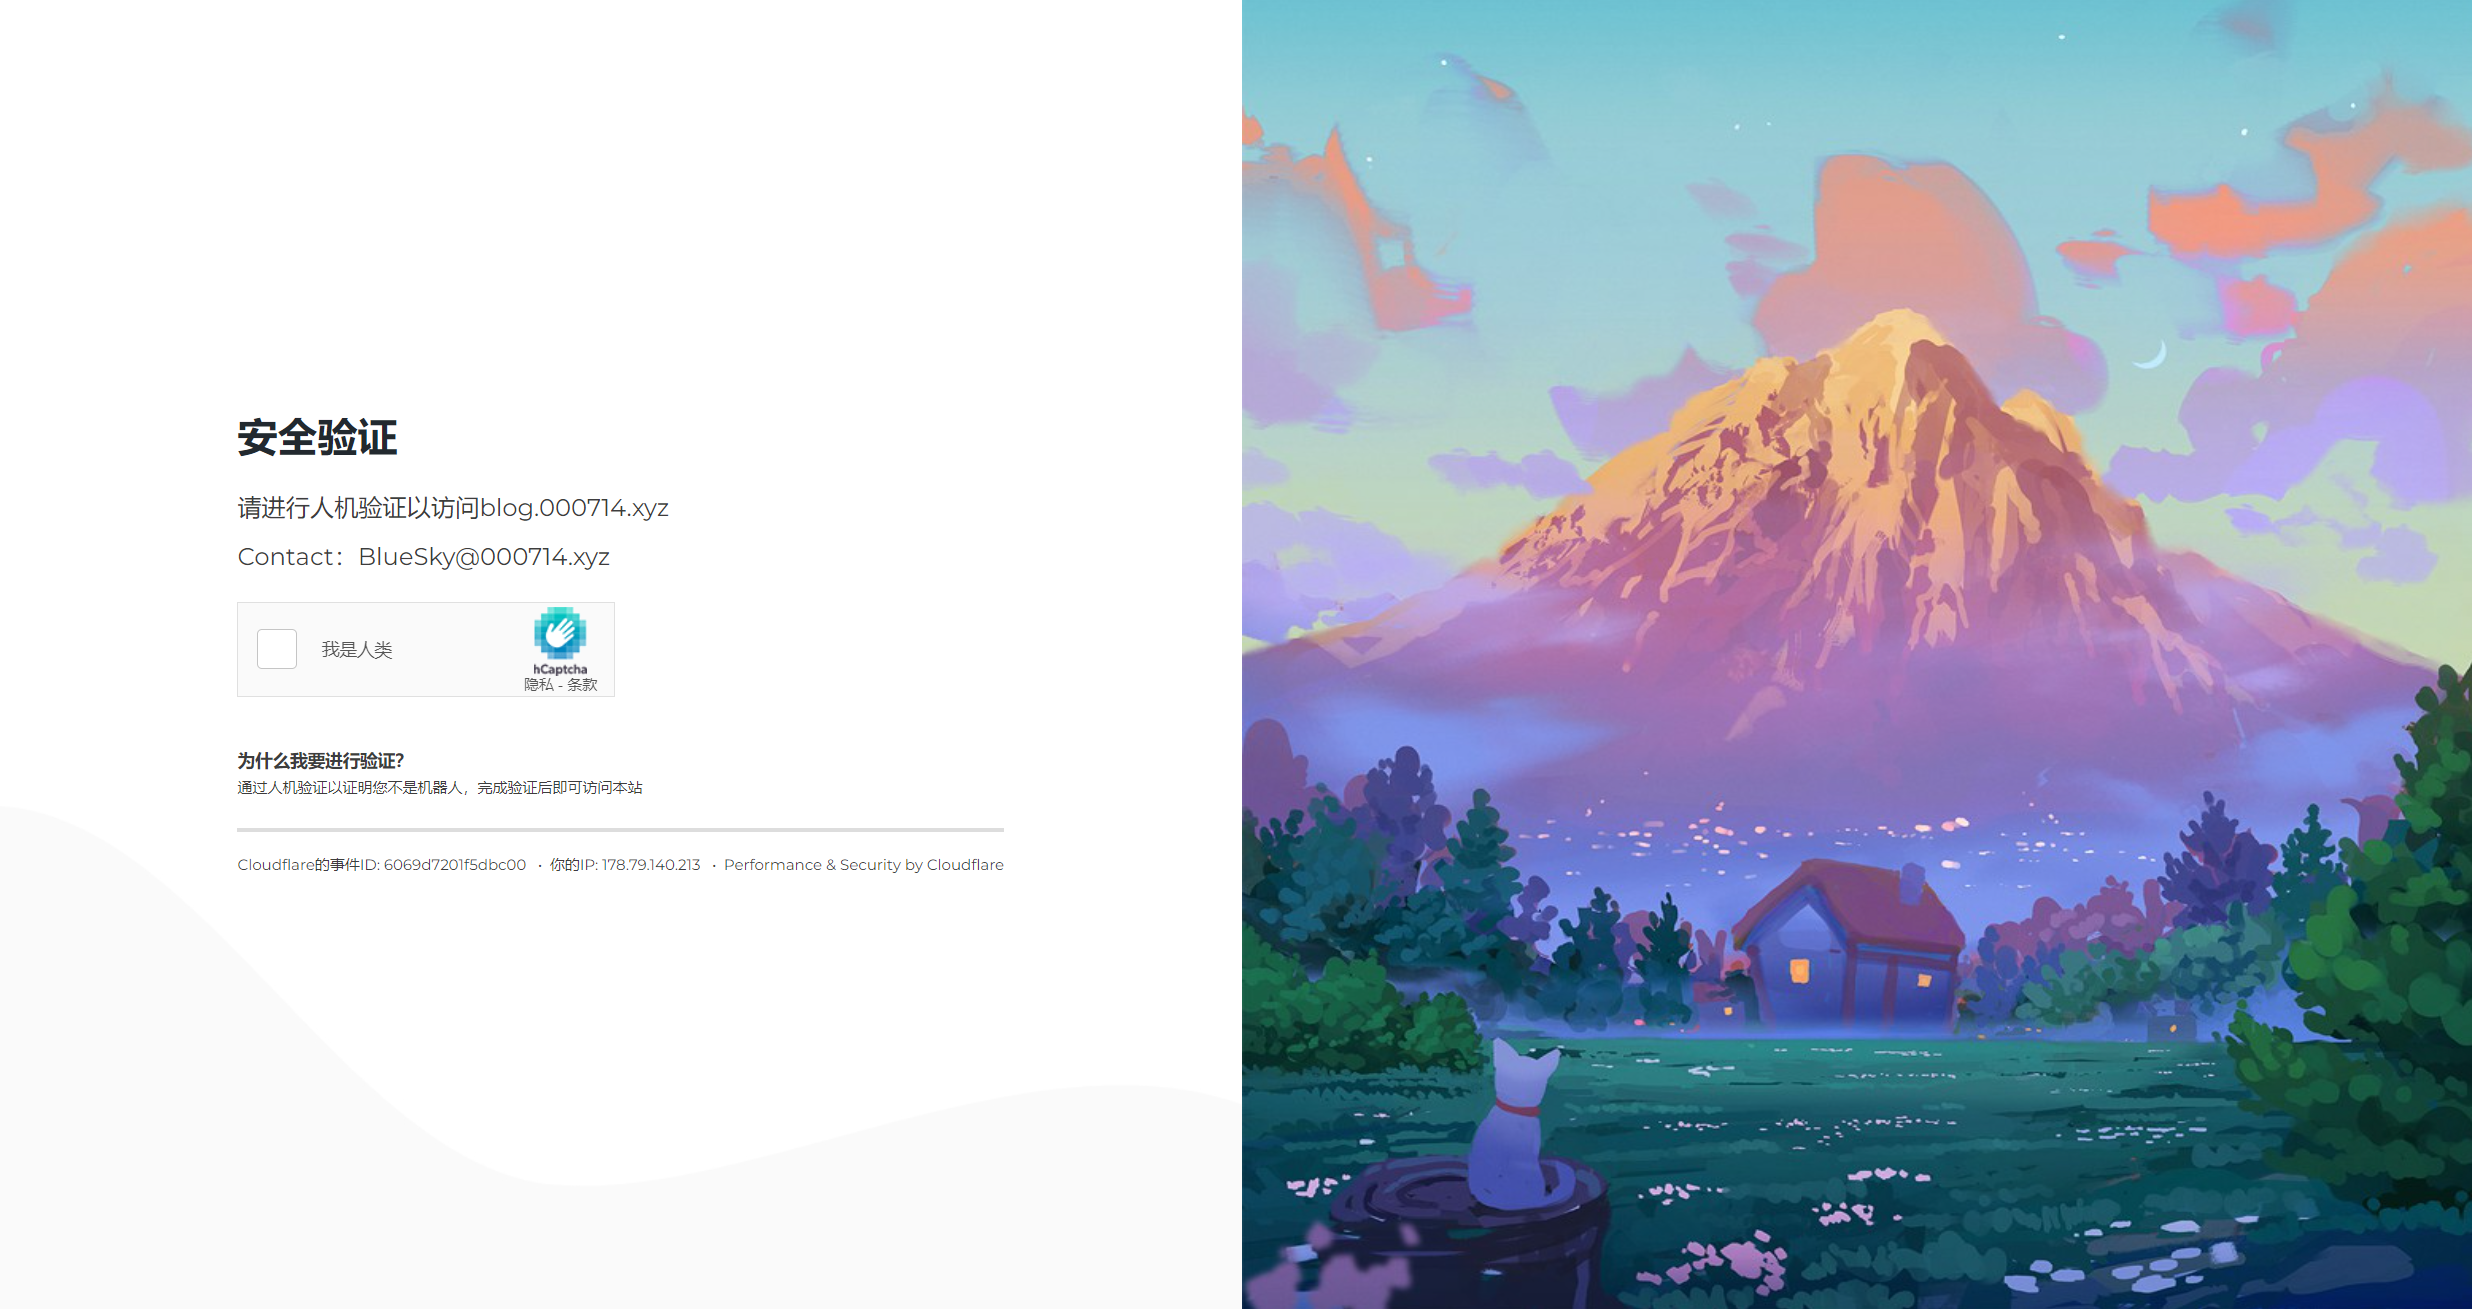 安全验证
请进行人机验证以访问blog.000714.xyz
Contact：BlueSky@000714.xyz
我是人类
hCaptcha
隐私 - 条款
为什么我要进行验证？
通过人机验证以证明您不是机器人，完成验证后即可访问本站
Cloudflare的事件ID: 6069d7201f5dbc00 · 你的IP: 178.79.140.213 · Performance & Security by Cloudflare